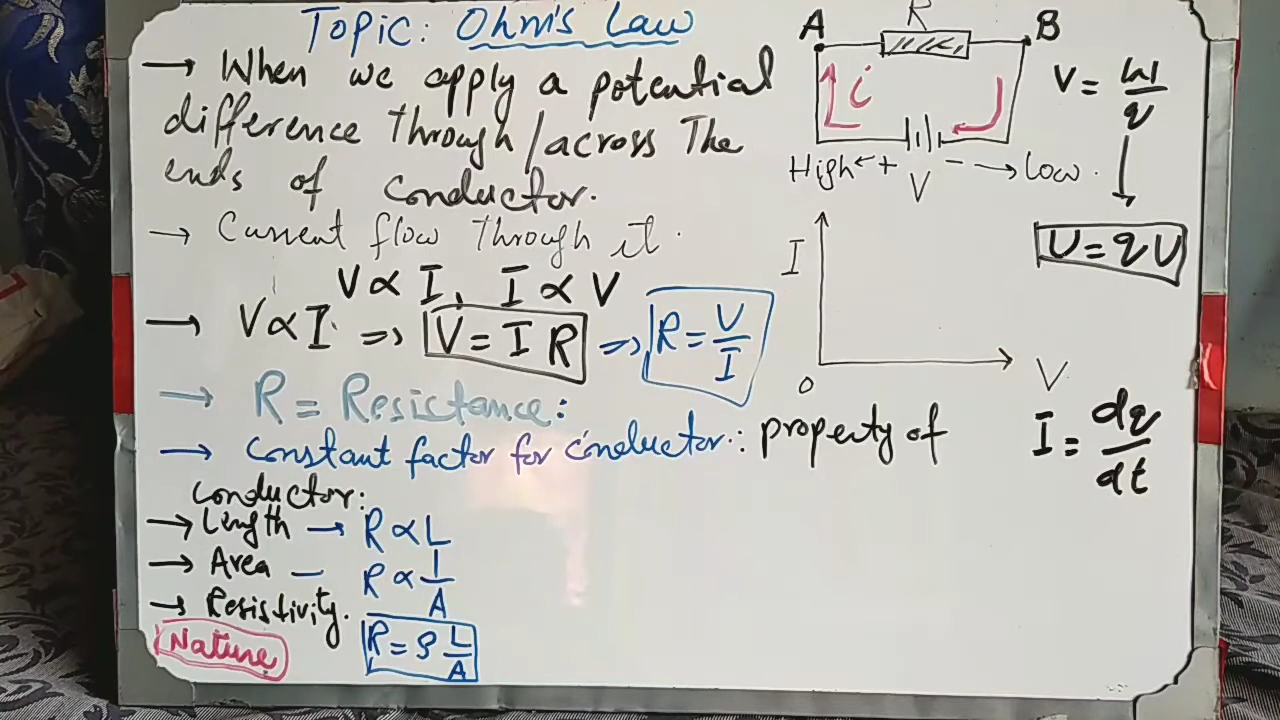 Topic: Ohm's Law
→ When we apply a potential
difference through/across The
ends of conductor.
→ Current flow through it.
V ∝ I, I ∝ V
→ V ∝ I. => V = I R => R = V/I
→ R = Resistance:
→ Constant factor for conductor.: property of
conductor:
→ Length → R ∝ L
→ Area — R ∝ 1/A
→ Resistivity.
Nature R = ρ L/A
A R B
i
High ← + - --→ Low.
V
V = W/q
↓
U = qV
I
O V
I = dq/dt